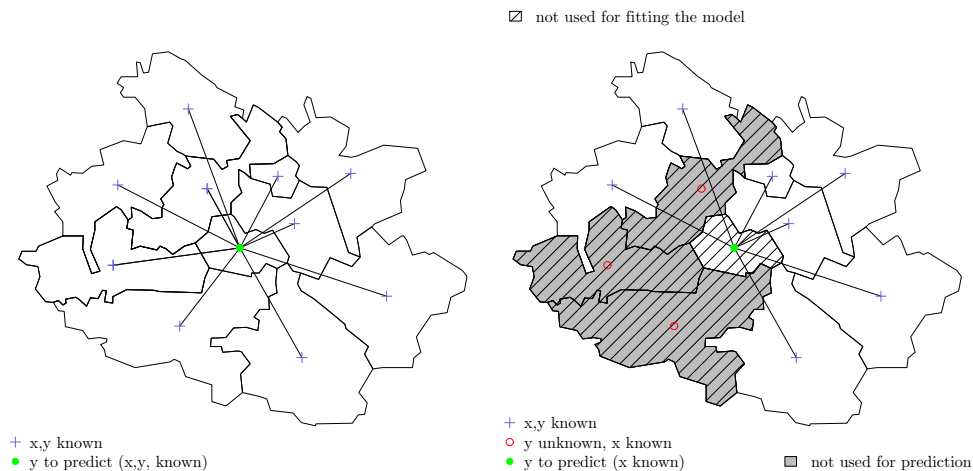 not used for fitting the model
x,y known
y to predict (x,y, known)
x,y known
y unknown, x known
y to predict (x known)
not used for prediction